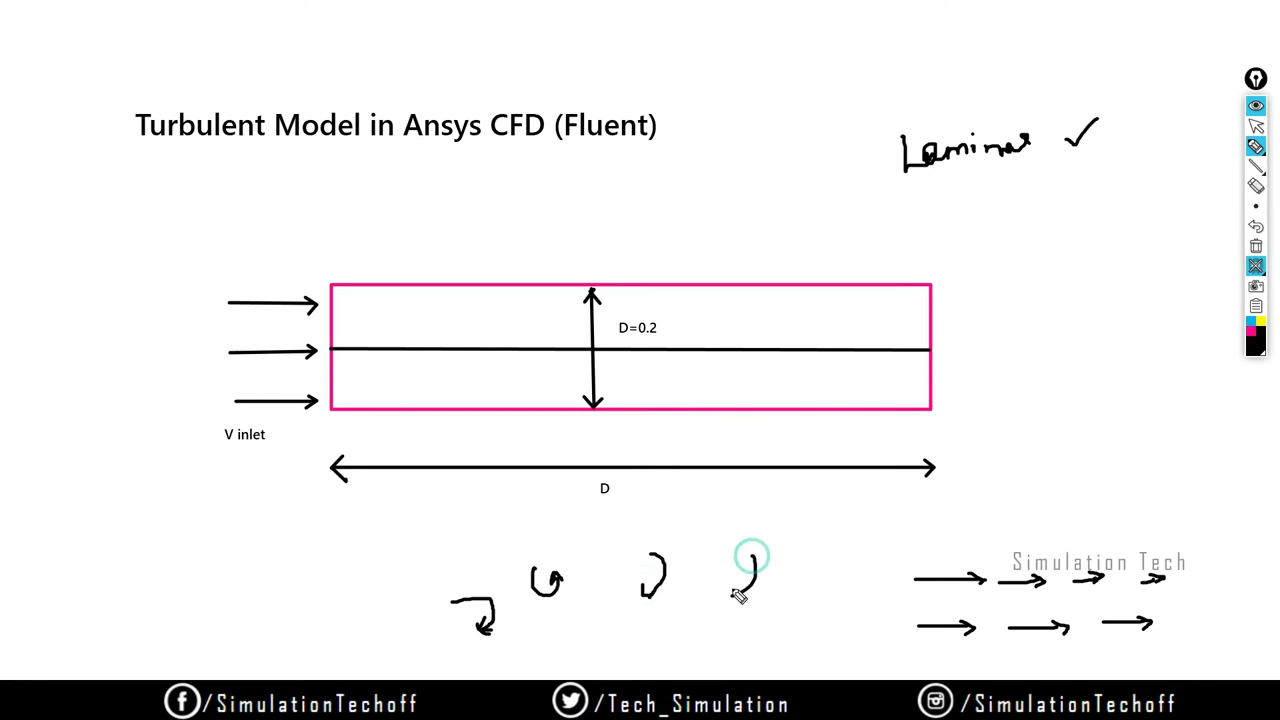 Turbulent Model in Ansys CFD (Fluent)
Laminar ✓
D=0.2
V inlet
D
Simulation Tech
/SimulationTechoff
/Tech_Simulation
/SimulationTechoff